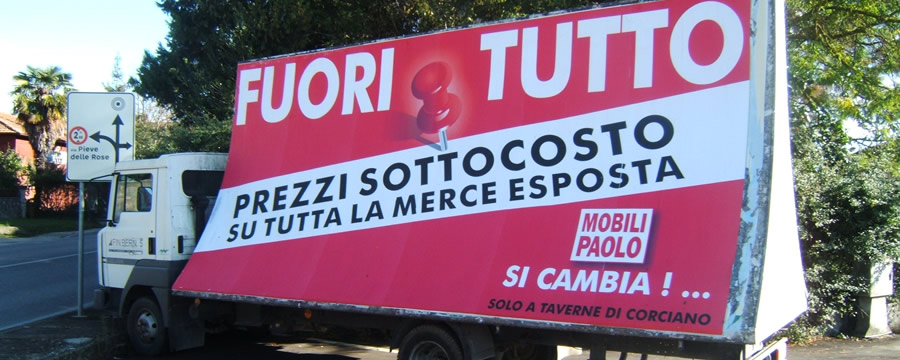 FUORI TUTTO
PREZZI SOTTOCOSTO
SU TUTTA LA MERCE ESPOSTA
MOBILI
PAOLO
SI CAMBIA ! ...
SOLO A TAVERNE DI CORCIANO
Pieve
delle Rose